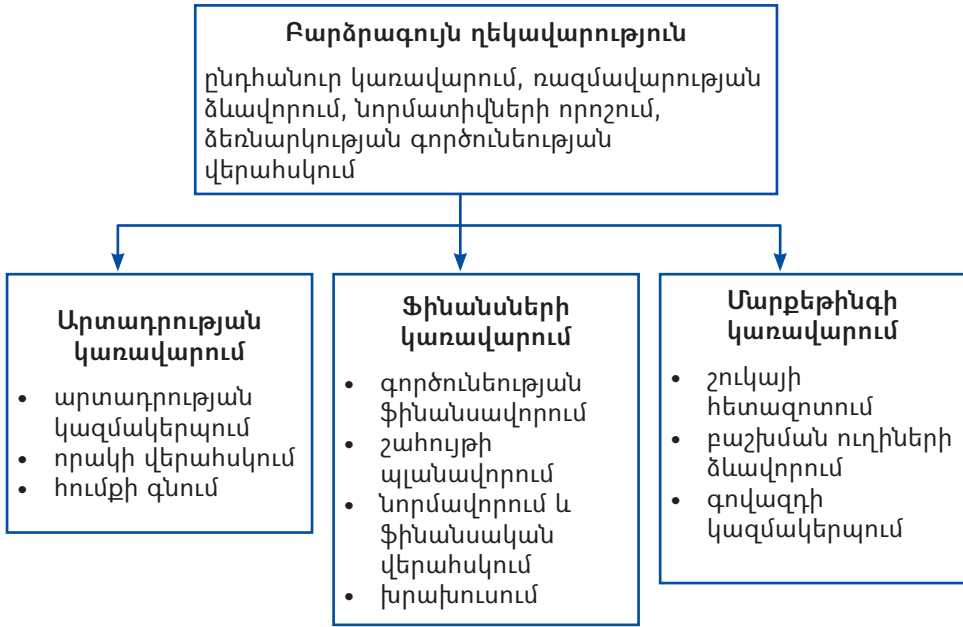 Բարձրագույն ղեկավարություն
ընդհանուր կառավարում, ռազմավարության
ձևավորում, նորմատիվների որոշում,
ձեռնարկության գործունեության
վերահսկում
Արտադրության
կառավարում
• արտադրության
կազմակերպում
• որակի վերահսկում
• հումքի գնում
Ֆինանսների
կառավարում
• գործունեության
ֆինանսավորում
• շահույթի
պլանավորում
• նորմավորում և
ֆինանսական
վերահսկում
• խրախուսում
Մարքեթինգի
կառավարում
• շուկայի
հետազոտում
• բաշխման ուղիների
ձևավորում
• գովազդի
կազմակերպում